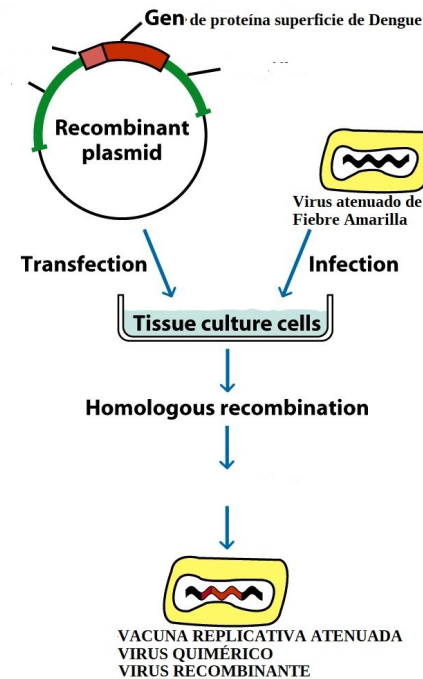 Gen de proteína superficie de Dengue
Recombinant
plasmid
Virus atenuado de
Fiebre Amarilla
Transfection
Infection
Tissue culture cells
Homologous recombination
VACUNA REPLICATIVA ATENUADA
VIRUS QUIMÉRICO
VIRUS RECOMBINANTE